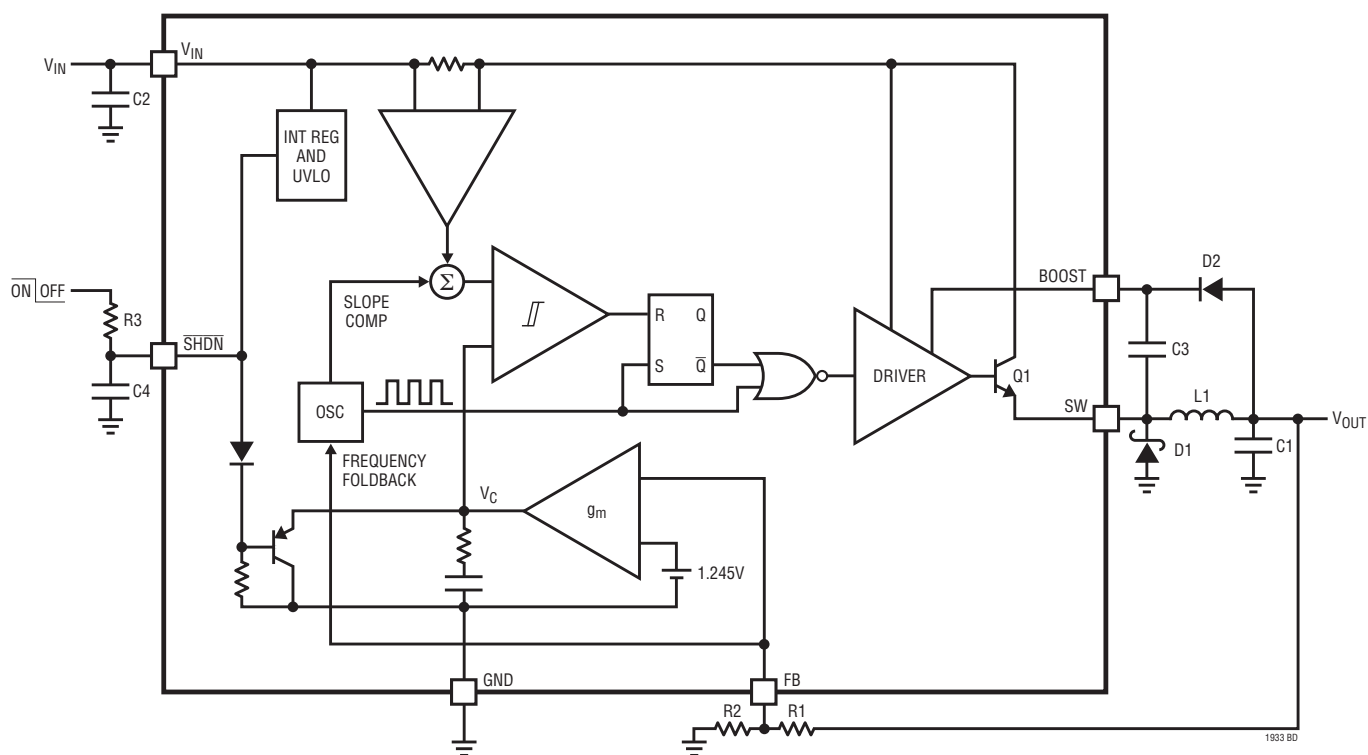 V_IN
V_IN
C2
INT REG
AND
UVLO
Σ
SLOPE
COMP
ON OFF
R3
SHDN
C4
R Q
S Q
OSC
FREQUENCY
FOLDBACK
DRIVER
Q1
BOOST
D2
C3
SW
L1
V_OUT
D1
C1
V_C
g_m
1.245V
GND
FB
R2
R1
1933 BD